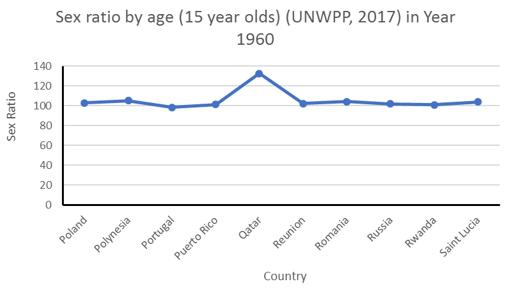 Sex ratio by age (15 year olds) (UNWPP, 2017) in Year
1960
140
120
100
80
60
40
20
0
Sex Ratio
Poland
Polynesia
Portugal
Puerto Rico
Qatar
Reunion
Romania
Russia
Rwanda
Saint Lucia
Country